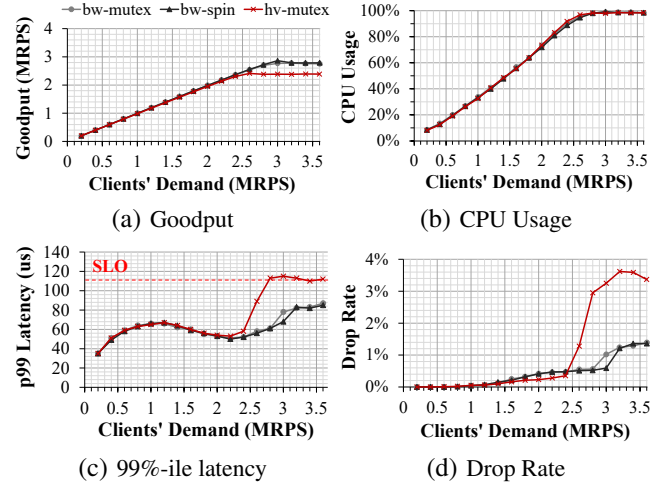 bw-mutex bw-spin hv-mutex
Goodput (MRPS)
4
3
2
1
0
0 0.5 1 1.5 2 2.5 3 3.5
Clients' Demand (MRPS)
(a) Goodput
CPU Usage
100%
80%
60%
40%
20%
0%
0 0.5 1 1.5 2 2.5 3 3.5
Clients' Demand (MRPS)
(b) CPU Usage
p99 Latency (us)
140
120
100
80
60
40
20
0
SLO
0 0.5 1 1.5 2 2.5 3 3.5
Clients' Demand (MRPS)
(c) 99%-ile latency
Drop Rate
4%
3%
2%
1%
0%
0 0.5 1 1.5 2 2.5 3 3.5
Clients' Demand (MRPS)
(d) Drop Rate